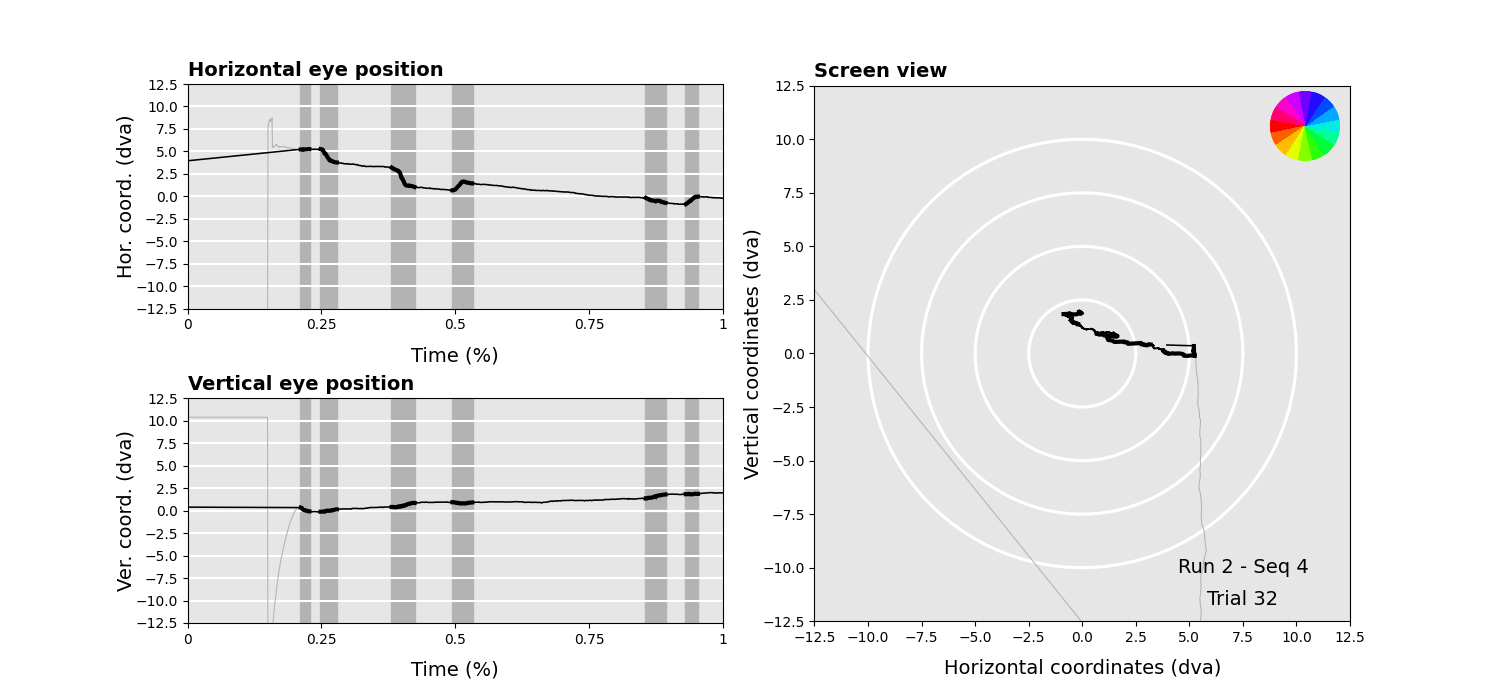 Horizontal eye position
Hor. coord. (dva)
12.5
10.0
7.5
5.0
2.5
0.0
−2.5
−5.0
−7.5
−10.0
−12.5
0 0.25 0.5 0.75 1
Time (%)
Vertical eye position
Ver. coord. (dva)
12.5
10.0
7.5
5.0
2.5
0.0
−2.5
−5.0
−7.5
−10.0
−12.5
0 0.25 0.5 0.75 1
Time (%)
Screen view
Vertical coordinates (dva)
12.5
10.0
7.5
5.0
2.5
0.0
−2.5
−5.0
−7.5
−10.0
−12.5
Run 2 - Seq 4
Trial 32
−12.5 −10.0 −7.5 −5.0 −2.5 0.0 2.5 5.0 7.5 10.0 12.5
Horizontal coordinates (dva)